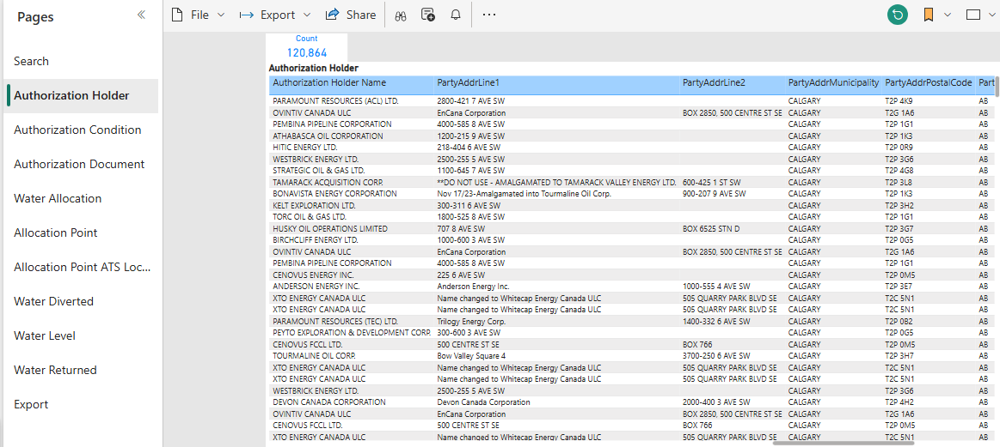 Pages
File Export Share
Search
Authorization Holder
Authorization Condition
Authorization Document
Water Allocation
Allocation Point
Allocation Point ATS Loc...
Water Diverted
Water Level
Water Returned
Export
Count
120,864
Authorization Holder
Authorization Holder Name PartyAddrLine1 PartyAddrLine2 PartyAddrMunicipality PartyAddrPostalCode Part
PARAMOUNT RESOURCES (ACL) LTD. 2800-421 7 AVE SW CALGARY T2P 4K9 AB
OVINTIV CANADA ULC EnCana Corporation BOX 2850, 500 CENTRE ST SE CALGARY T2G 1A6 AB
PEMBINA PIPELINE CORPORATION 4000-585 8 AVE SW CALGARY T2P 1G1 AB
ATHABASCA OIL CORPORATION 1200-215 9 AVE SW CALGARY T2P 1K3 AB
HITIC ENERGY LTD. 218-404 6 AVE SW CALGARY T2P 0R9 AB
WESTBRICK ENERGY LTD. 2500-255 5 AVE SW CALGARY T2P 3G6 AB
STRATEGIC OIL & GAS LTD. 1100-645 7 AVE SW CALGARY T2P 4G8 AB
TAMARACK ACQUISITION CORP. **DO NOT USE - AMALGAMATED TO TAMARACK VALLEY ENERGY LTD. 600-425 1 ST SW CALGARY T2P 3L8 AB
BONAVISTA ENERGY CORPORATION Nov 17/23-Amalgamated into Tourmaline Oil Corp. 900-207 9 AVE SW CALGARY T2P 1K3 AB
KELT EXPLORATION LTD. 300-311 6 AVE SW CALGARY T2P 3H2 AB
TORC OIL & GAS LTD. 1800-525 8 AVE SW CALGARY T2P 1G1 AB
HUSKY OIL OPERATIONS LIMITED 707 8 AVE SW BOX 6525 STN D CALGARY T2P 3G7 AB
BIRCHCLIFF ENERGY LTD. 1000-600 3 AVE SW CALGARY T2P 0G5 AB
OVINTIV CANADA ULC EnCana Corporation BOX 2850, 500 CENTRE ST SE CALGARY T2G 1A6 AB
PEMBINA PIPELINE CORPORATION 4000-585 8 AVE SW CALGARY T2P 1G1 AB
CENOVUS ENERGY INC. 225 6 AVE SW CALGARY T2P 0M5 AB
ANDERSON ENERGY INC. Anderson Energy Inc. 1000-555 4 AVE SW CALGARY T2P 3E7 AB
XTO ENERGY CANADA ULC Name changed to Whitecap Energy Canada ULC 505 QUARRY PARK BLVD SE CALGARY T2C 5N1 AB
XTO ENERGY CANADA ULC Name changed to Whitecap Energy Canada ULC 505 QUARRY PARK BLVD SE CALGARY T2C 5N1 AB
PARAMOUNT RESOURCES (TEC) LTD. Trilogy Energy Corp. 1400-332 6 AVE SW CALGARY T2P 0B2 AB
PEYTO EXPLORATION & DEVELOPMENT CORP. 300-600 3 AVE SW CALGARY T2P 0G5 AB
CENOVUS FCCL LTD. 500 CENTRE ST SE BOX 766 CALGARY T2P 0M5 AB
TOURMALINE OIL CORP. Bow Valley Square 4 3700-250 6 AVE SW CALGARY T2P 3H7 AB
XTO ENERGY CANADA ULC Name changed to Whitecap Energy Canada ULC 505 QUARRY PARK BLVD SE CALGARY T2C 5N1 AB
XTO ENERGY CANADA ULC Name changed to Whitecap Energy Canada ULC 505 QUARRY PARK BLVD SE CALGARY T2C 5N1 AB
WESTBRICK ENERGY LTD. 2500-255 5 AVE SW CALGARY T2P 3G6 AB
DEVON CANADA CORPORATION Devon Canada Corporation 2000-400 3 AVE SW CALGARY T2P 4H2 AB
OVINTIV CANADA ULC EnCana Corporation BOX 2850, 500 CENTRE ST SE CALGARY T2G 1A6 AB
CENOVUS FCCL LTD. 500 CENTRE ST SE BOX 766 CALGARY T2P 0M5 AB
XTO ENERGY CANADA ULC Name changed to Whitecap Energy Canada ULC 505 QUARRY PARK BLVD SE CALGARY T2C 5N1 AB